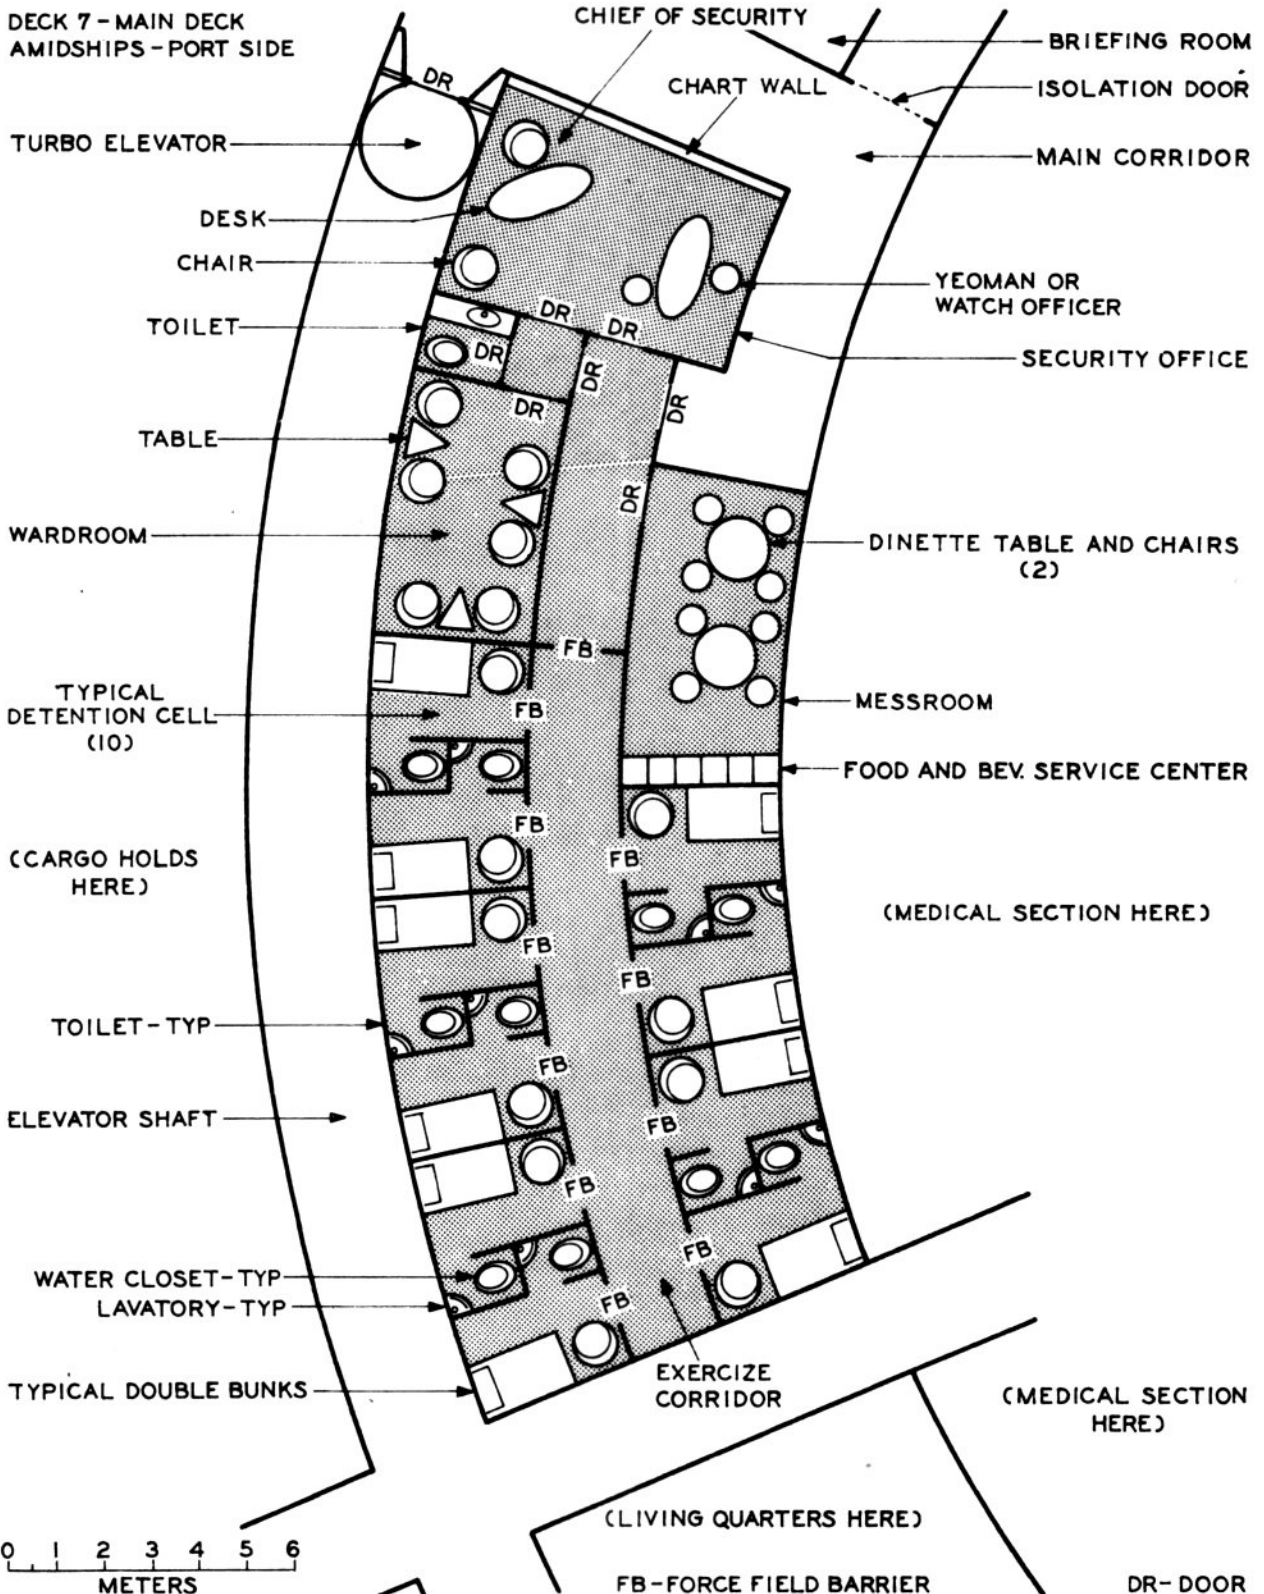 DECK 7 - MAIN DECK
AMIDSHIPS - PORT SIDE
CHIEF OF SECURITY
BRIEFING ROOM
DR
CHART WALL
ISOLATION DOOR
TURBO ELEVATOR
MAIN CORRIDOR
DESK
CHAIR
YEOMAN OR
WATCH OFFICER
DR
DR
TOILET
DR
SECURITY OFFICE
DR
DR
DR
TABLE
DR
WARDROOM
DINETTE TABLE AND CHAIRS
(2)
FB
TYPICAL
DETENTION CELL
(10)
FB
MESSROOM
FOOD AND BEV. SERVICE CENTER
FB
(CARGO HOLDS
HERE)
FB
(MEDICAL SECTION HERE)
FB
FB
TOILET - TYP
FB
ELEVATOR SHAFT
FB
FB
FB
WATER CLOSET - TYP
LAVATORY - TYP
FB
EXERCIZE
CORRIDOR
TYPICAL DOUBLE BUNKS
(MEDICAL SECTION
HERE)
(LIVING QUARTERS HERE)
0 1 2 3 4 5 6
METERS
FB - FORCE FIELD BARRIER
DR - DOOR